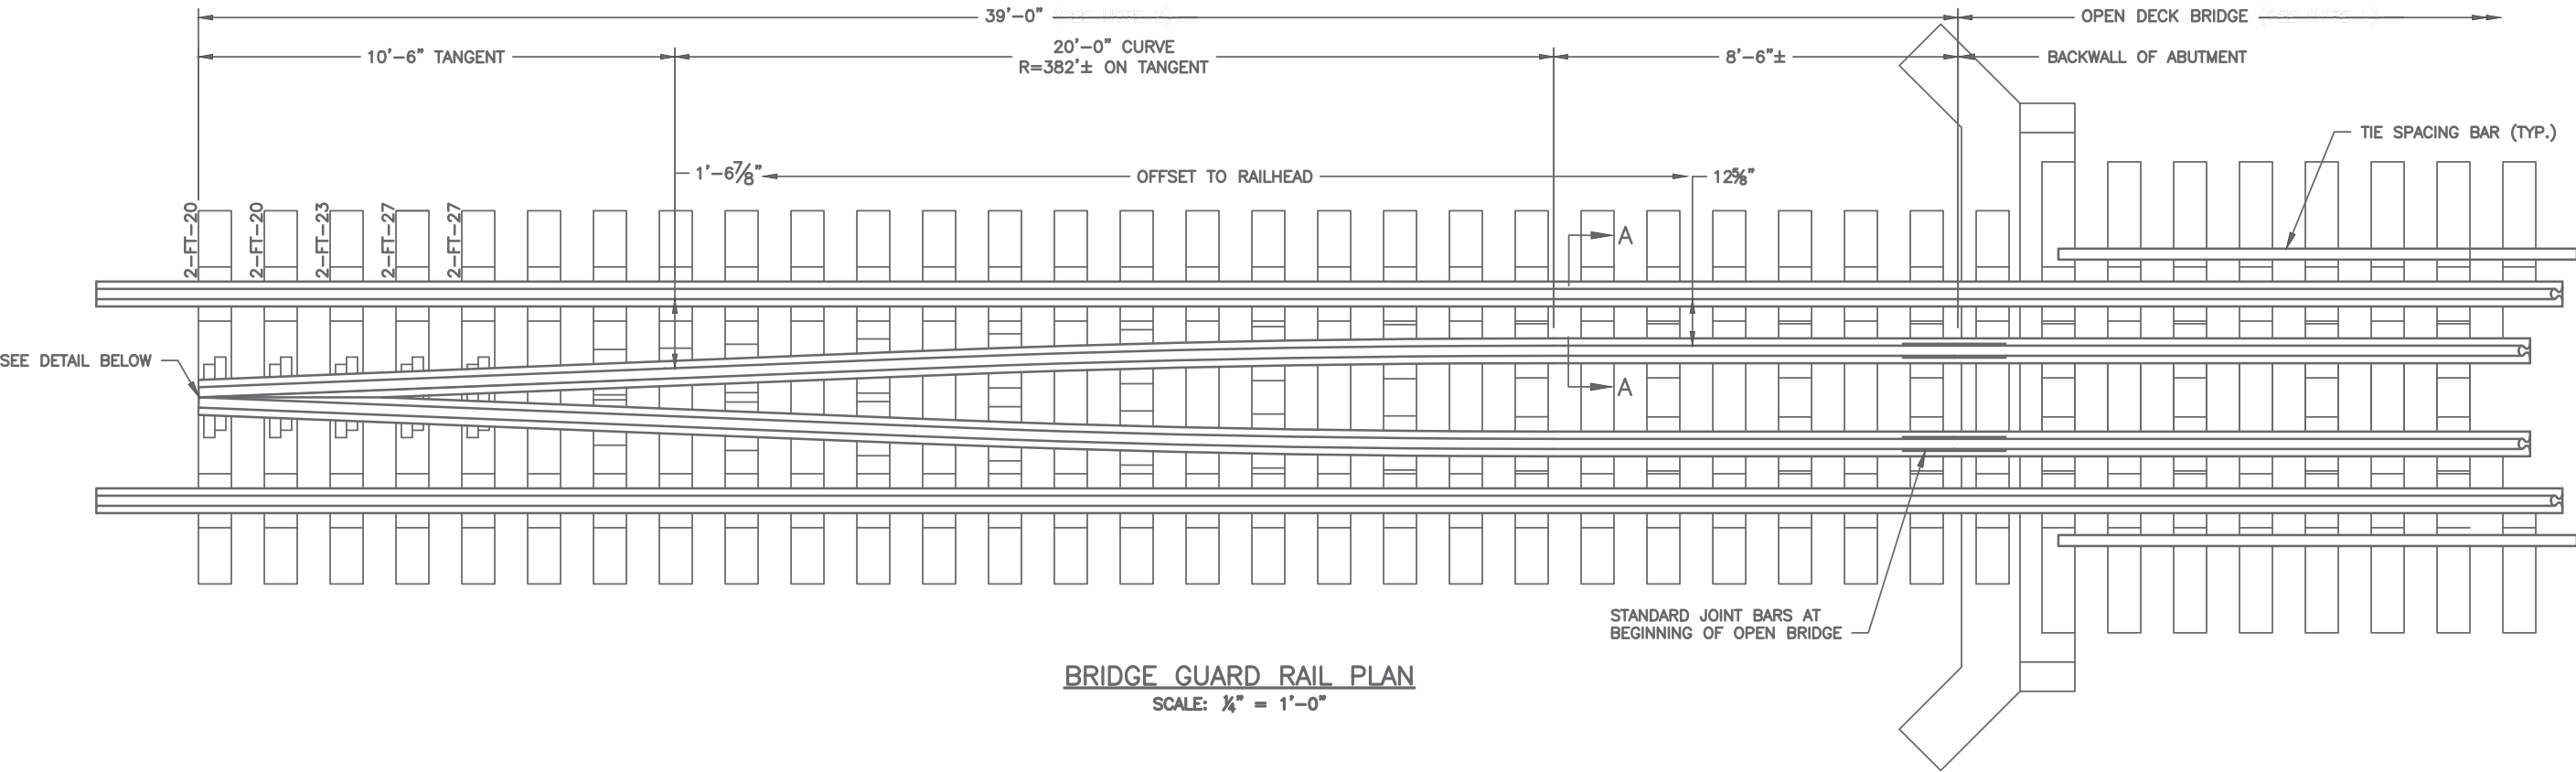 39'-0"
OPEN DECK BRIDGE
10'-6" TANGENT
20'-0" CURVE
R=382'± ON TANGENT
8'-6"±
BACKWALL OF ABUTMENT
TIE SPACING BAR (TYP.)
1'-6⅞"
OFFSET TO RAILHEAD
12⅝"
2-FT-20
2-FT-20
2-FT-23
2-FT-27
2-FT-27
A
SEE DETAIL BELOW
A
STANDARD JOINT BARS AT
BEGINNING OF OPEN BRIDGE
BRIDGE GUARD RAIL PLAN
SCALE: ¼" = 1'-0"